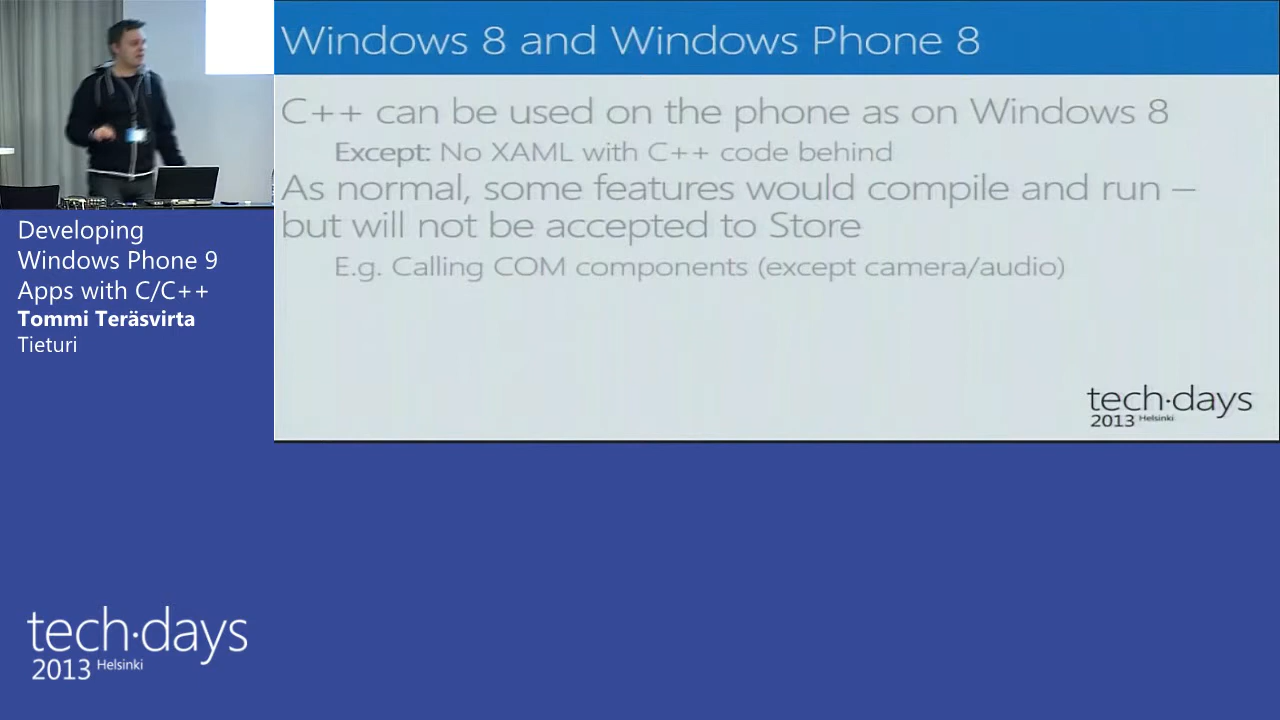 Windows 8 and Windows Phone 8
C++ can be used on the phone as on Windows 8
Except: No XAML with C++ code behind
As normal, some features would compile and run –
but will not be accepted to Store
E.g. Calling COM components (except camera/audio)
tech·days
2013 Helsinki
Developing
Windows Phone 9
Apps with C/C++
Tommi Teräsvirta
Tieturi
tech·days
2013 Helsinki